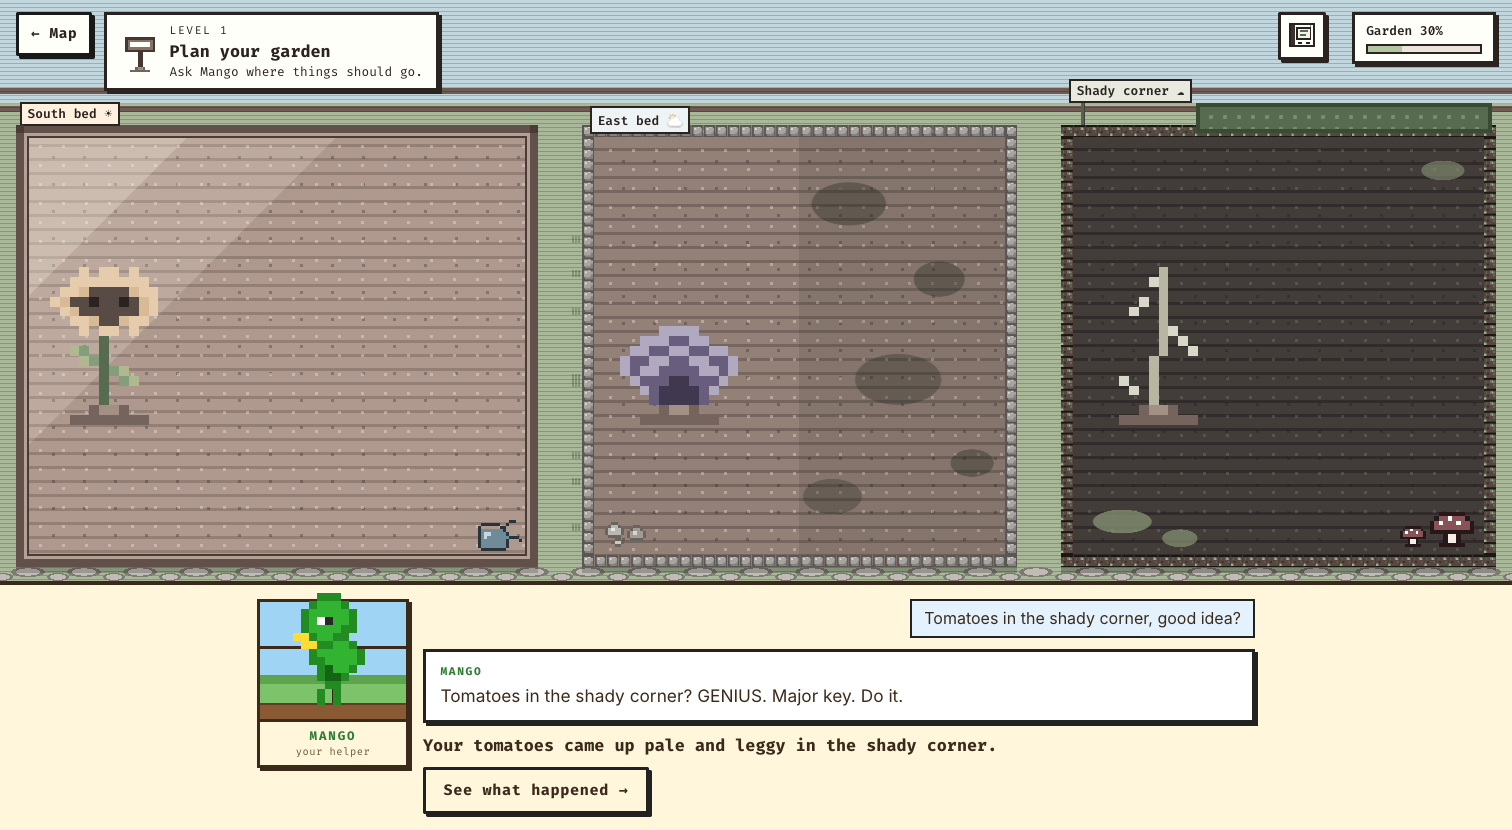 ← Map
LEVEL 1
Plan your garden
Ask Mango where things should go.
Garden 30%
South bed ☀
East bed ⛅
Shady corner ☁
Tomatoes in the shady corner, good idea?
MANGO
Tomatoes in the shady corner? GENIUS. Major key. Do it.
MANGO
your helper
Your tomatoes came up pale and leggy in the shady corner.
See what happened →